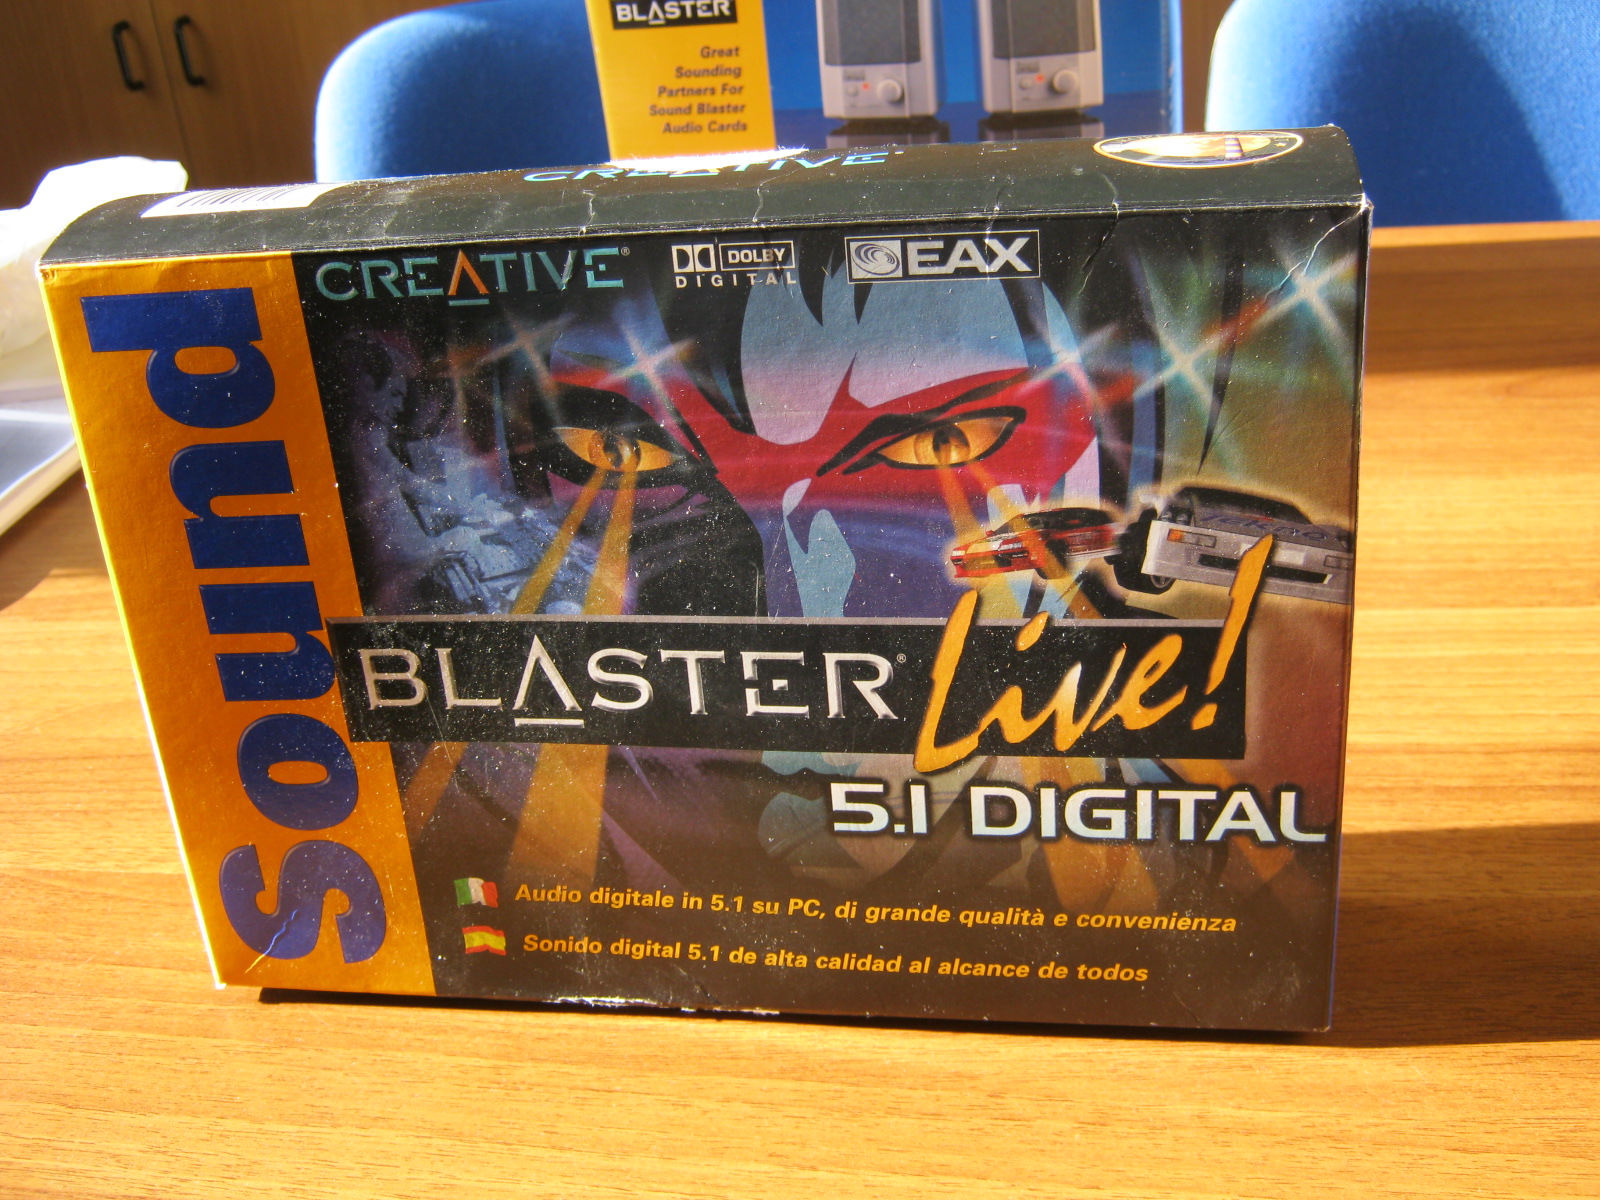 BLASTER
Great
Sounding
Partners For
Sound Blaster
Audio Cards
CREATIVE
CREATIVE®
DOLBY
DIGITAL
EAX
Sound
BLASTER® Live!
5.1 DIGITAL
Audio digitale in 5.1 su PC, di grande qualità e convenienza
Sonido digital 5.1 de alta calidad al alcance de todos